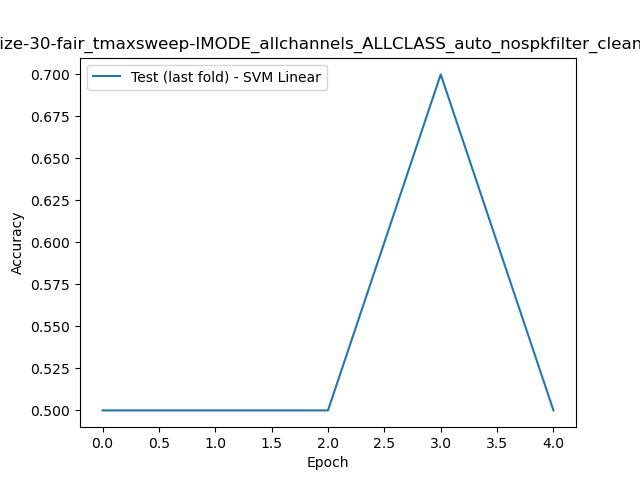 ize-30-fair_tmaxsweep-IMODE_allchannels_ALLCLASS_auto_nospkfilter_clean
Test (last fold) - SVM Linear
0.700
0.675
0.650
0.625
0.600
0.575
0.550
0.525
0.500
Accuracy
0.0 0.5 1.0 1.5 2.0 2.5 3.0 3.5 4.0
Epoch